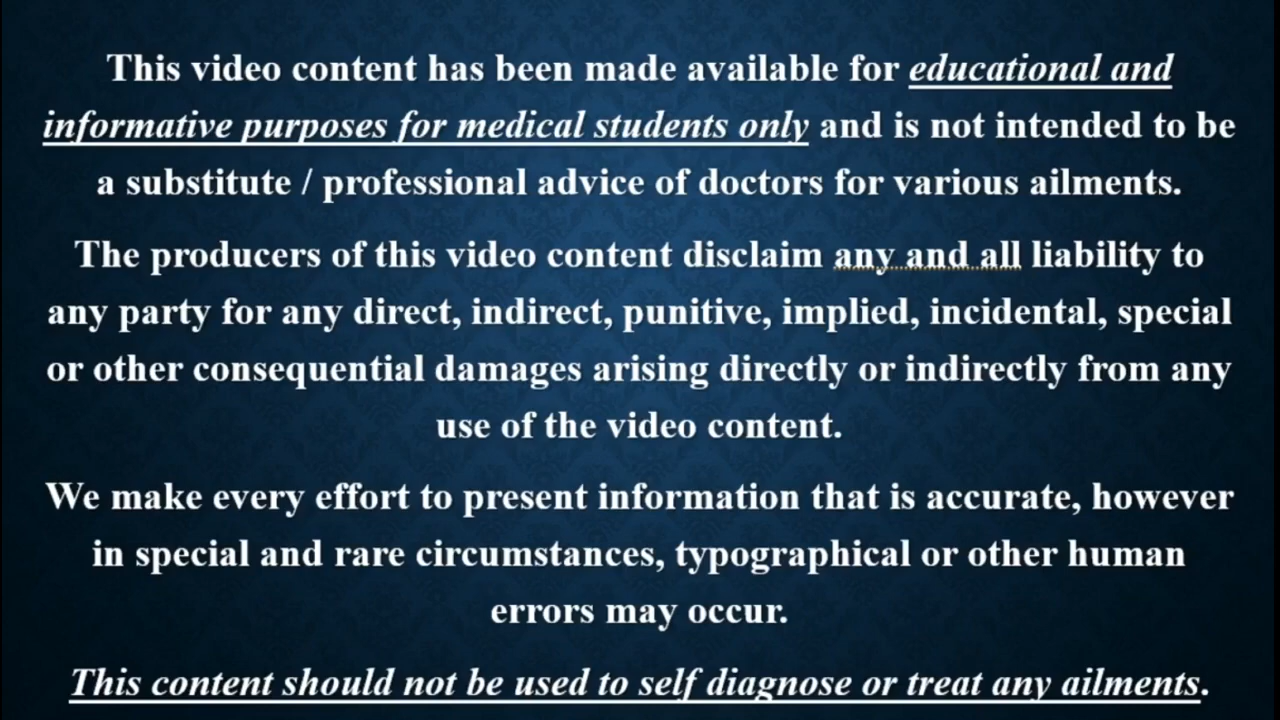 This video content has been made available for educational and
informative purposes for medical students only and is not intended to be
a substitute / professional advice of doctors for various ailments.
The producers of this video content disclaim any and all liability to
any party for any direct, indirect, punitive, implied, incidental, special
or other consequential damages arising directly or indirectly from any
use of the video content.
We make every effort to present information that is accurate, however
in special and rare circumstances, typographical or other human
errors may occur.
This content should not be used to self diagnose or treat any ailments.